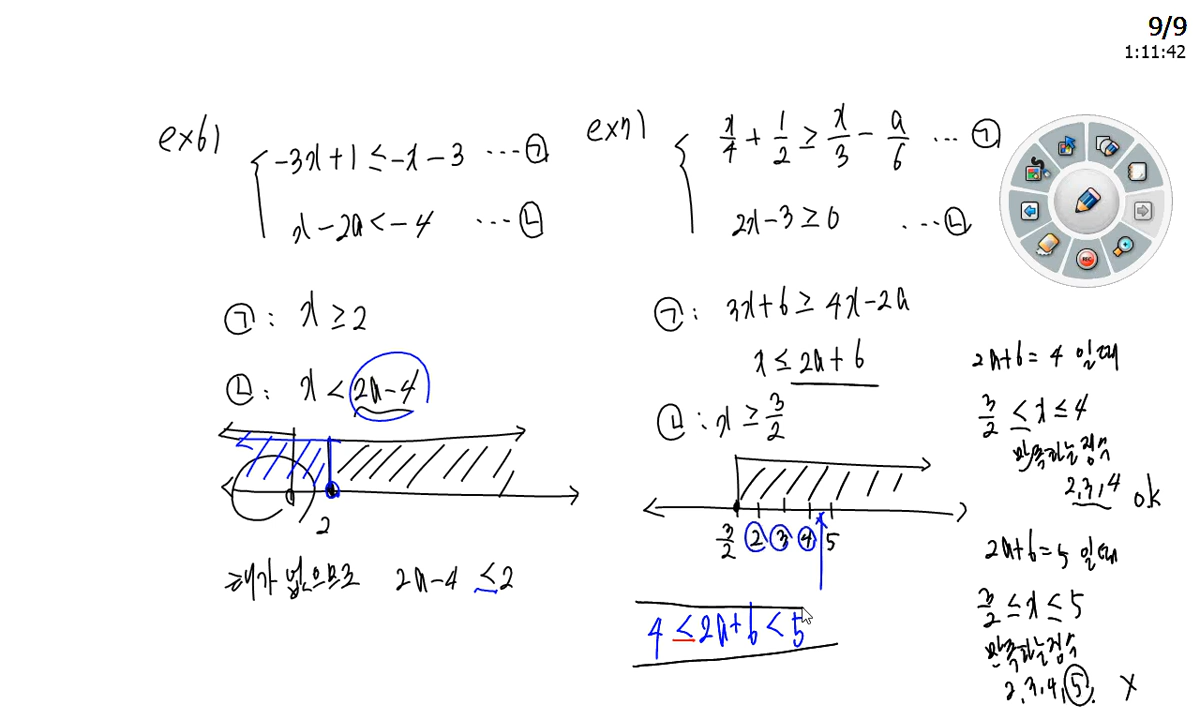 9/9
1:11:42
ex6)
-3x+1 ≤ -x-3 ...㉠
x-2a < -4 ...㉡
㉠: x ≥ 2
㉡: x < 2a-4
2
⇒해가 없으므로 2a-4 ≤ 2
ex7)
x/4 + 1/2 ≥ x/3 - a/6 ...㉠
2x-3 ≥ 0 ...㉡
㉠: 3x+6 ≥ 4x-2a
x ≤ 2a+6
㉡: x ≥ 3/2
3/2 ② ③ ④ 5
4 ≤ 2a+6 < 5
2a+6=4 일때
3/2 ≤ x ≤ 4
만족하는 정수
2,3,4 ok
2a+6=5 일때
3/2 ≤ x ≤ 5
만족하는 정수
2,3,4,⑤. X
REC